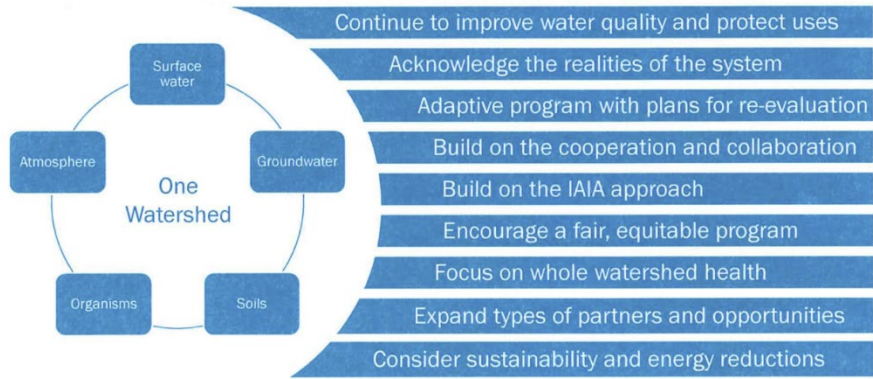 Surface
water
Atmosphere
Groundwater
One
Watershed
Organisms
Soils
Continue to improve water quality and protect uses
Acknowledge the realities of the system
Adaptive program with plans for re-evaluation
Build on the cooperation and collaboration
Build on the IAIA approach
Encourage a fair, equitable program
Focus on whole watershed health
Expand types of partners and opportunities
Consider sustainability and energy reductions